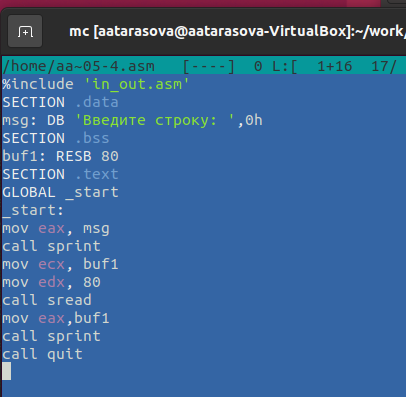 mc [aatarasova@aatarasova-VirtualBox]:~/work/
/home/aa~05-4.asm   [----]  0 L:[  1+16  17/
%include 'in_out.asm'
SECTION .data
msg: DB 'Введите строку: ',0h
SECTION .bss
buf1: RESB 80
SECTION .text
GLOBAL _start
_start:
mov eax, msg
call sprint
mov ecx, buf1
mov edx, 80
call sread
mov eax,buf1
call sprint
call quit